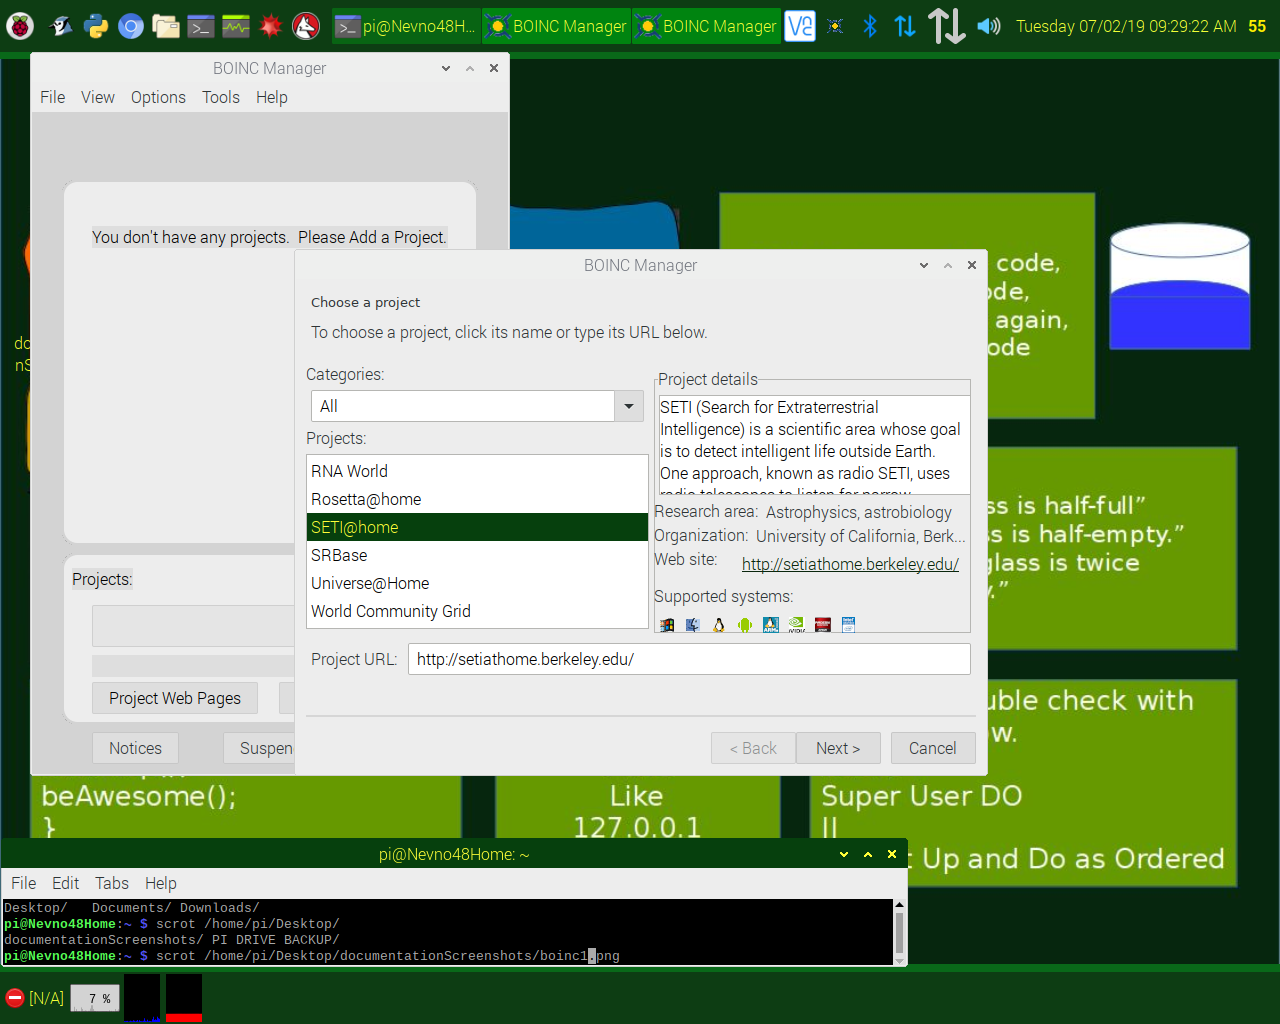 pi@Nevno48H...
BOINC Manager
BOINC Manager
Tuesday 07/02/19 09:29:22 AM
55
BOINC Manager
File View Options Tools Help
You don't have any projects. Please Add a Project.
Projects:
Project Web Pages
Notices
BOINC Manager
Choose a project
To choose a project, click its name or type its URL below.
Categories:
All
Projects:
RNA World
Rosetta@home
SETI@home
SRBase
Universe@Home
World Community Grid
Project details
SETI (Search for Extraterrestrial
Intelligence) is a scientific area whose goal
is to detect intelligent life outside Earth.
One approach, known as radio SETI, uses
radio telescopes to listen for narrow
Research area: Astrophysics, astrobiology
Organization: University of California, Berk...
Web site: http://setiathome.berkeley.edu/
Supported systems:
Project URL: http://setiathome.berkeley.edu/
< Back Next > Cancel
code,
again,
is half-full”
is half-empty.”
glass is twice
check with
beAwesome();
}
Like
127.0.0.1
Super User DO
||
Up and Do as Ordered
pi@Nevno48Home: ~
File Edit Tabs Help
Desktop/ Documents/ Downloads/
pi@Nevno48Home:~ $ scrot /home/pi/Desktop/
documentationScreenshots/ PI DRIVE BACKUP/
pi@Nevno48Home:~ $ scrot /home/pi/Desktop/documentationScreenshots/boinc1.png
[N/A]
7 %